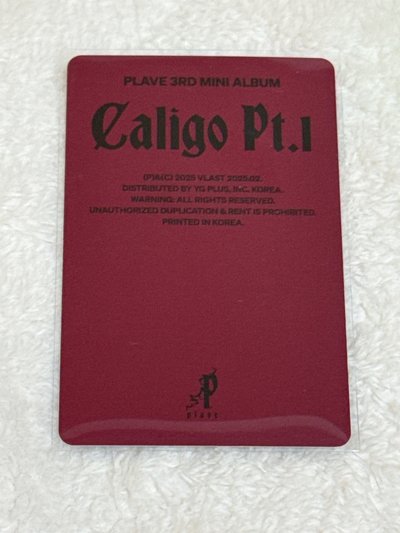 PLAVE 3RD MINI ALBUM
Caligo Pt.1
(P)&(C) 2025 VLAST 2025.02.
DISTRIBUTED BY YG PLUS, INC. KOREA.
WARNING: ALL RIGHTS RESERVED.
UNAUTHORIZED DUPLICATION & RENT IS PROHIBITED.
PRINTED IN KOREA.
P
plave